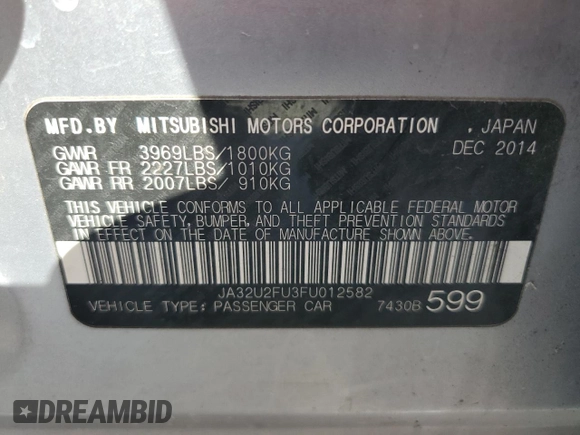 MFD.BY MITSUBISHI MOTORS CORPORATION , JAPAN
GVWR 3969LBS/1800KG DEC 2014
GAWR FR 2227LBS/1010KG
GAWR RR 2007LBS/ 910KG
THIS VEHICLE CONFORMS TO ALL APPLICABLE FEDERAL MOTOR
VEHICLE SAFETY, BUMPER, AND THEFT PREVENTION STANDARDS
IN EFFECT ON THE DATE OF MANUFACTURE SHOWN ABOVE.
JA32U2FU3FU012582
VEHICLE TYPE: PASSENGER CAR 7430B 599
DREAMBID